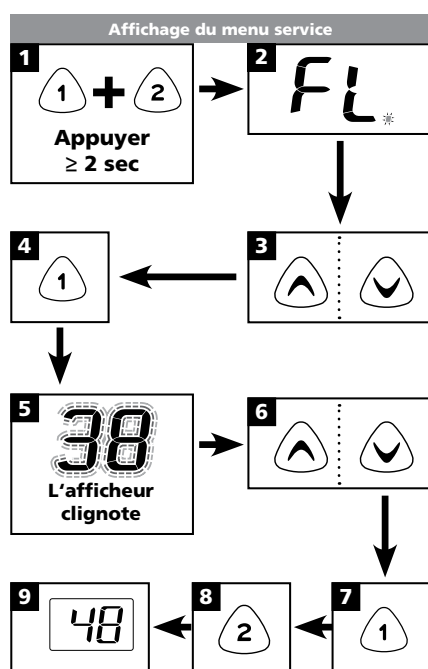 Affichage du menu service
1
1 + 2
Appuyer
≥ 2 sec
2
FL
3
4
1
5
38
L‘afficheur
clignote
6
7
1
8
2
9
48